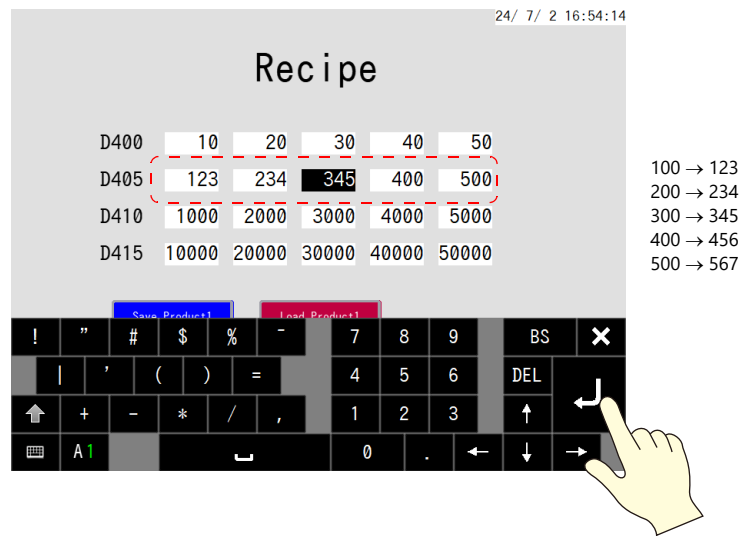 24/ 7/ 2 16:54:14
Recipe
D400 10 20 30 40 50
D405 123 234 345 400 500
D410 1000 2000 3000 4000 5000
D415 10000 20000 30000 40000 50000
100 → 123
200 → 234
300 → 345
400 → 456
500 → 567
Save Product1 Load Product1
! " # $ % ‾ 7 8 9 BS ×
| ' ( ) = 4 5 6 DEL ↵
⇧ + - * / , 1 2 3 ↑
A1 ␣ 0 . ← ↓ →